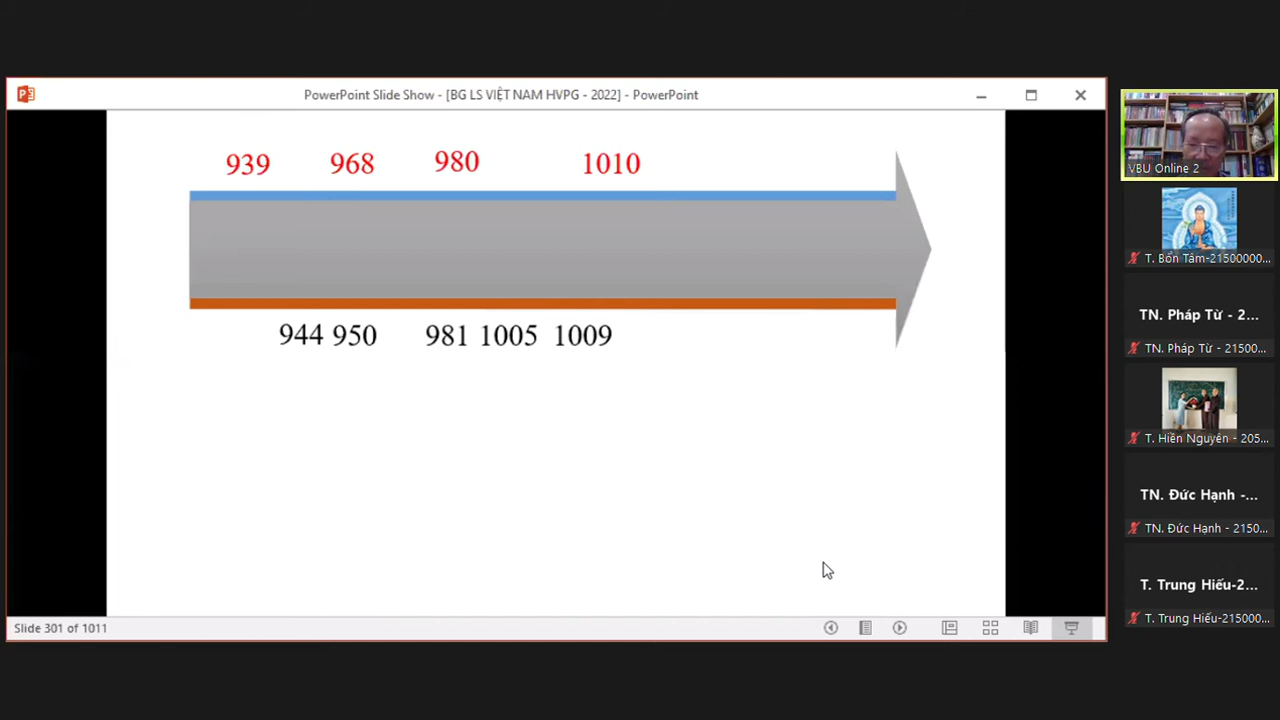 PowerPoint Slide Show - [BG LS VIỆT NAM HVPG - 2022] - PowerPoint
939 968 980 1010
944 950 981 1005 1009
Slide 301 of 1011
VBU Online 2
T. Bổn Tâm-21500000...
TN. Pháp Từ - 2...
TN. Pháp Từ - 21500...
T. Hiền Nguyên - 205...
TN. Đức Hạnh -...
TN. Đức Hạnh - 2150...
T. Trung Hiếu-2...
T. Trung Hiếu-215000...